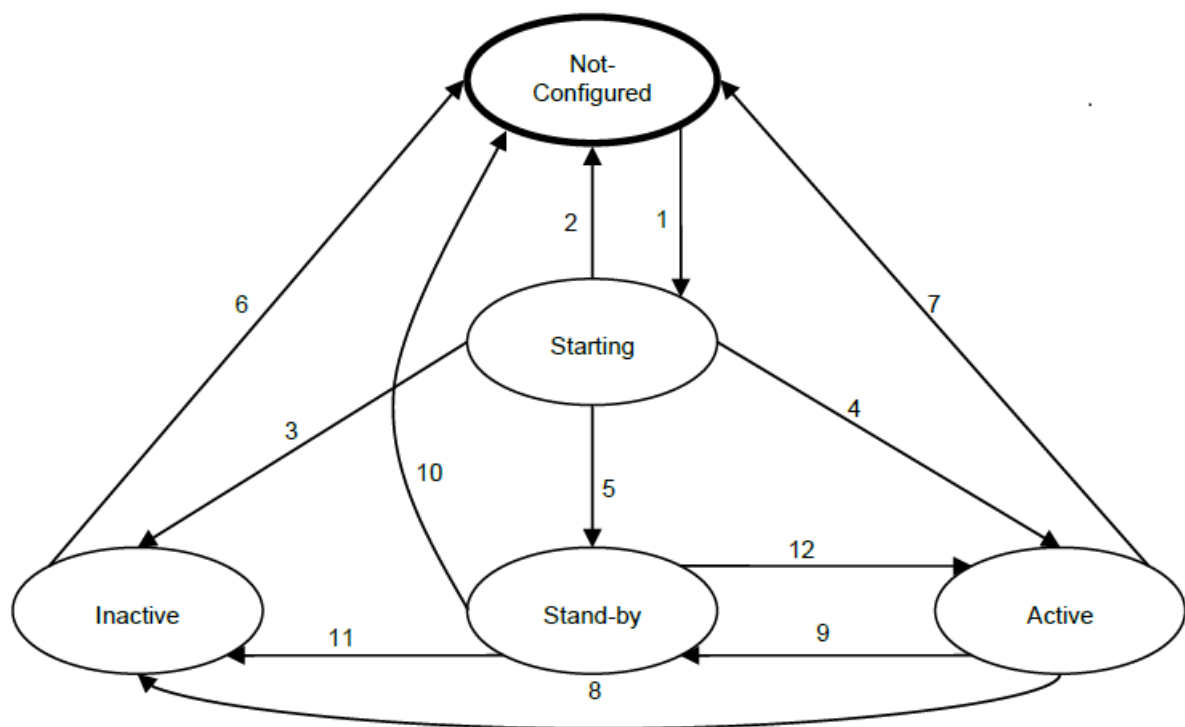 Not-
Configured
2
1
6
7
Starting
3
4
10
5
12
Inactive
Stand-by
Active
11
9
8